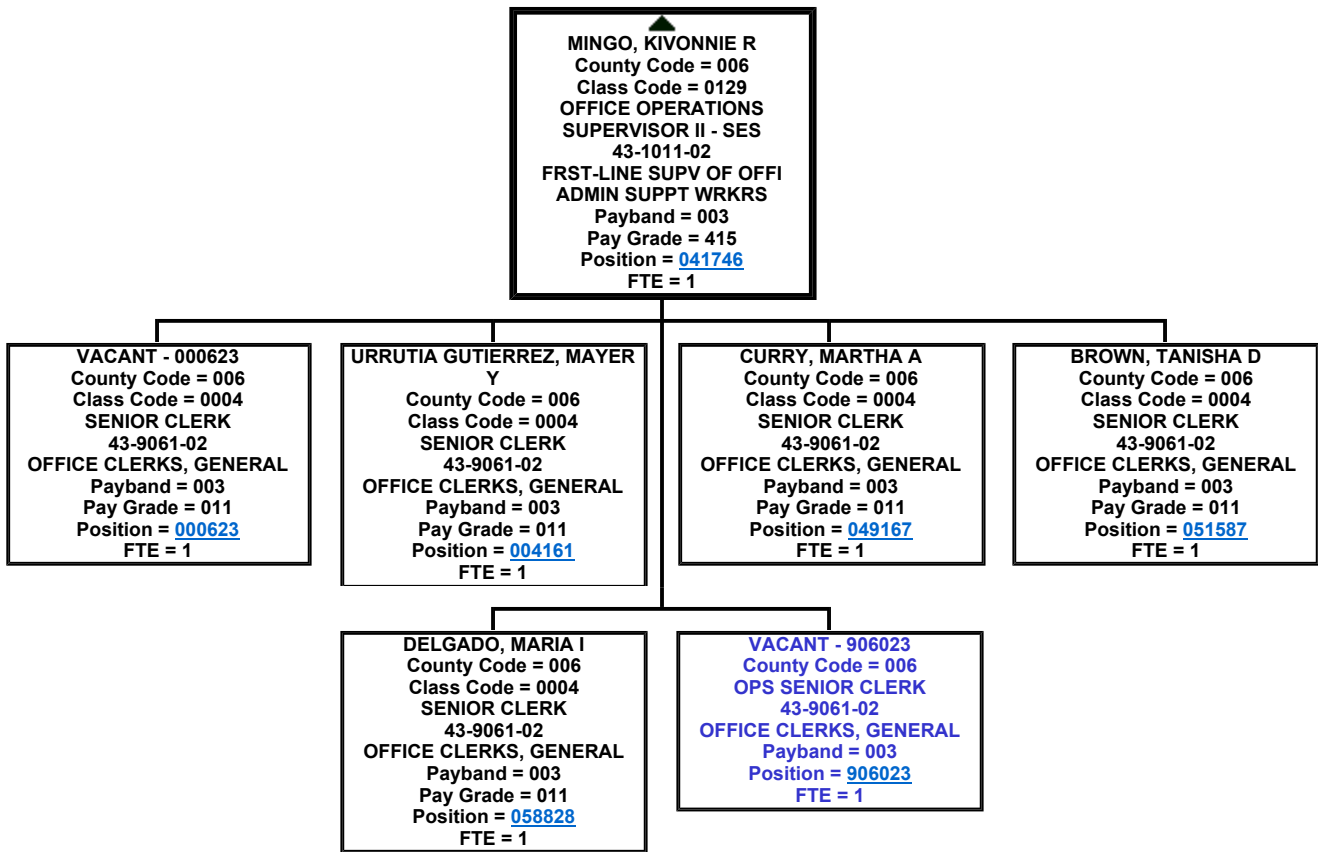 MINGO, KIVONNIE R
County Code = 006
Class Code = 0129
OFFICE OPERATIONS
SUPERVISOR II - SES
43-1011-02
FRST-LINE SUPV OF OFFI
ADMIN SUPPT WRKRS
Payband = 003
Pay Grade = 415
Position = 041746
FTE = 1
VACANT - 000623
County Code = 006
Class Code = 0004
SENIOR CLERK
43-9061-02
OFFICE CLERKS, GENERAL
Payband = 003
Pay Grade = 011
Position = 000623
FTE = 1
URRUTIA GUTIERREZ, MAYER
Y
County Code = 006
Class Code = 0004
SENIOR CLERK
43-9061-02
OFFICE CLERKS, GENERAL
Payband = 003
Pay Grade = 011
Position = 004161
FTE = 1
CURRY, MARTHA A
County Code = 006
Class Code = 0004
SENIOR CLERK
43-9061-02
OFFICE CLERKS, GENERAL
Payband = 003
Pay Grade = 011
Position = 049167
FTE = 1
BROWN, TANISHA D
County Code = 006
Class Code = 0004
SENIOR CLERK
43-9061-02
OFFICE CLERKS, GENERAL
Payband = 003
Pay Grade = 011
Position = 051587
FTE = 1
DELGADO, MARIA I
County Code = 006
Class Code = 0004
SENIOR CLERK
43-9061-02
OFFICE CLERKS, GENERAL
Payband = 003
Pay Grade = 011
Position = 058828
FTE = 1
VACANT - 906023
County Code = 006
OPS SENIOR CLERK
43-9061-02
OFFICE CLERKS, GENERAL
Payband = 003
Position = 906023
FTE = 1